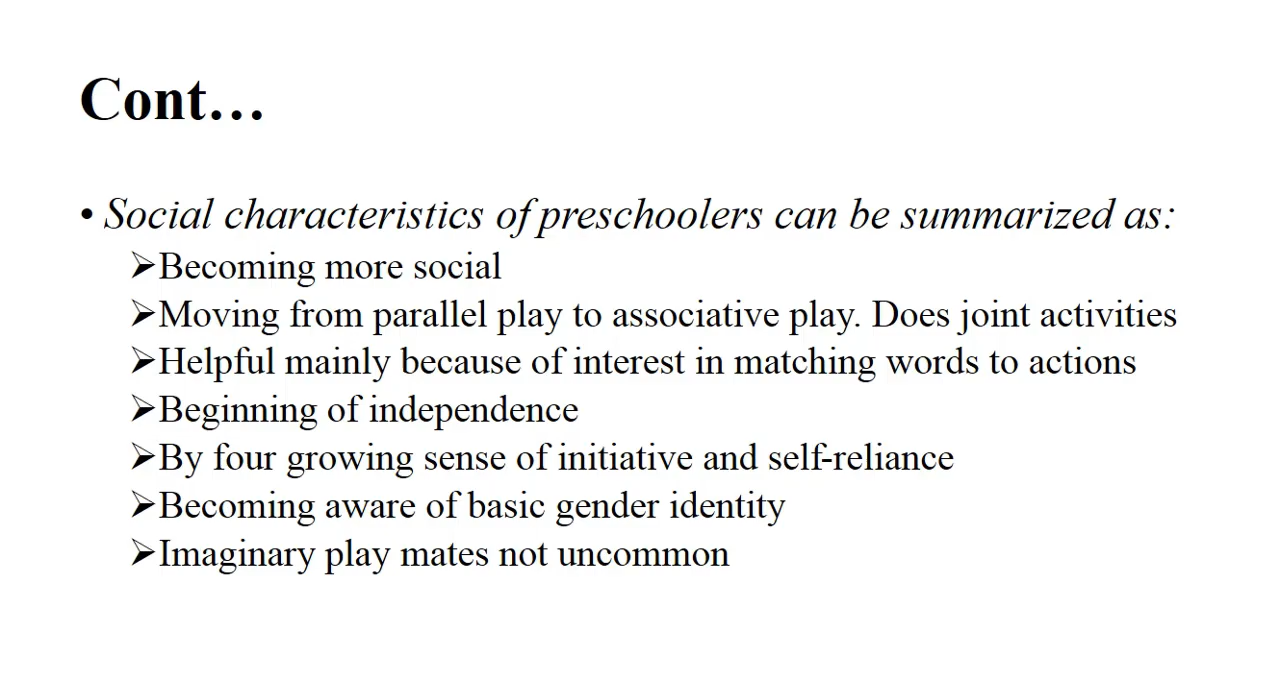 Cont…
• Social characteristics of preschoolers can be summarized as:
➢Becoming more social
➢Moving from parallel play to associative play. Does joint activities
➢Helpful mainly because of interest in matching words to actions
➢Beginning of independence
➢By four growing sense of initiative and self-reliance
➢Becoming aware of basic gender identity
➢Imaginary play mates not uncommon